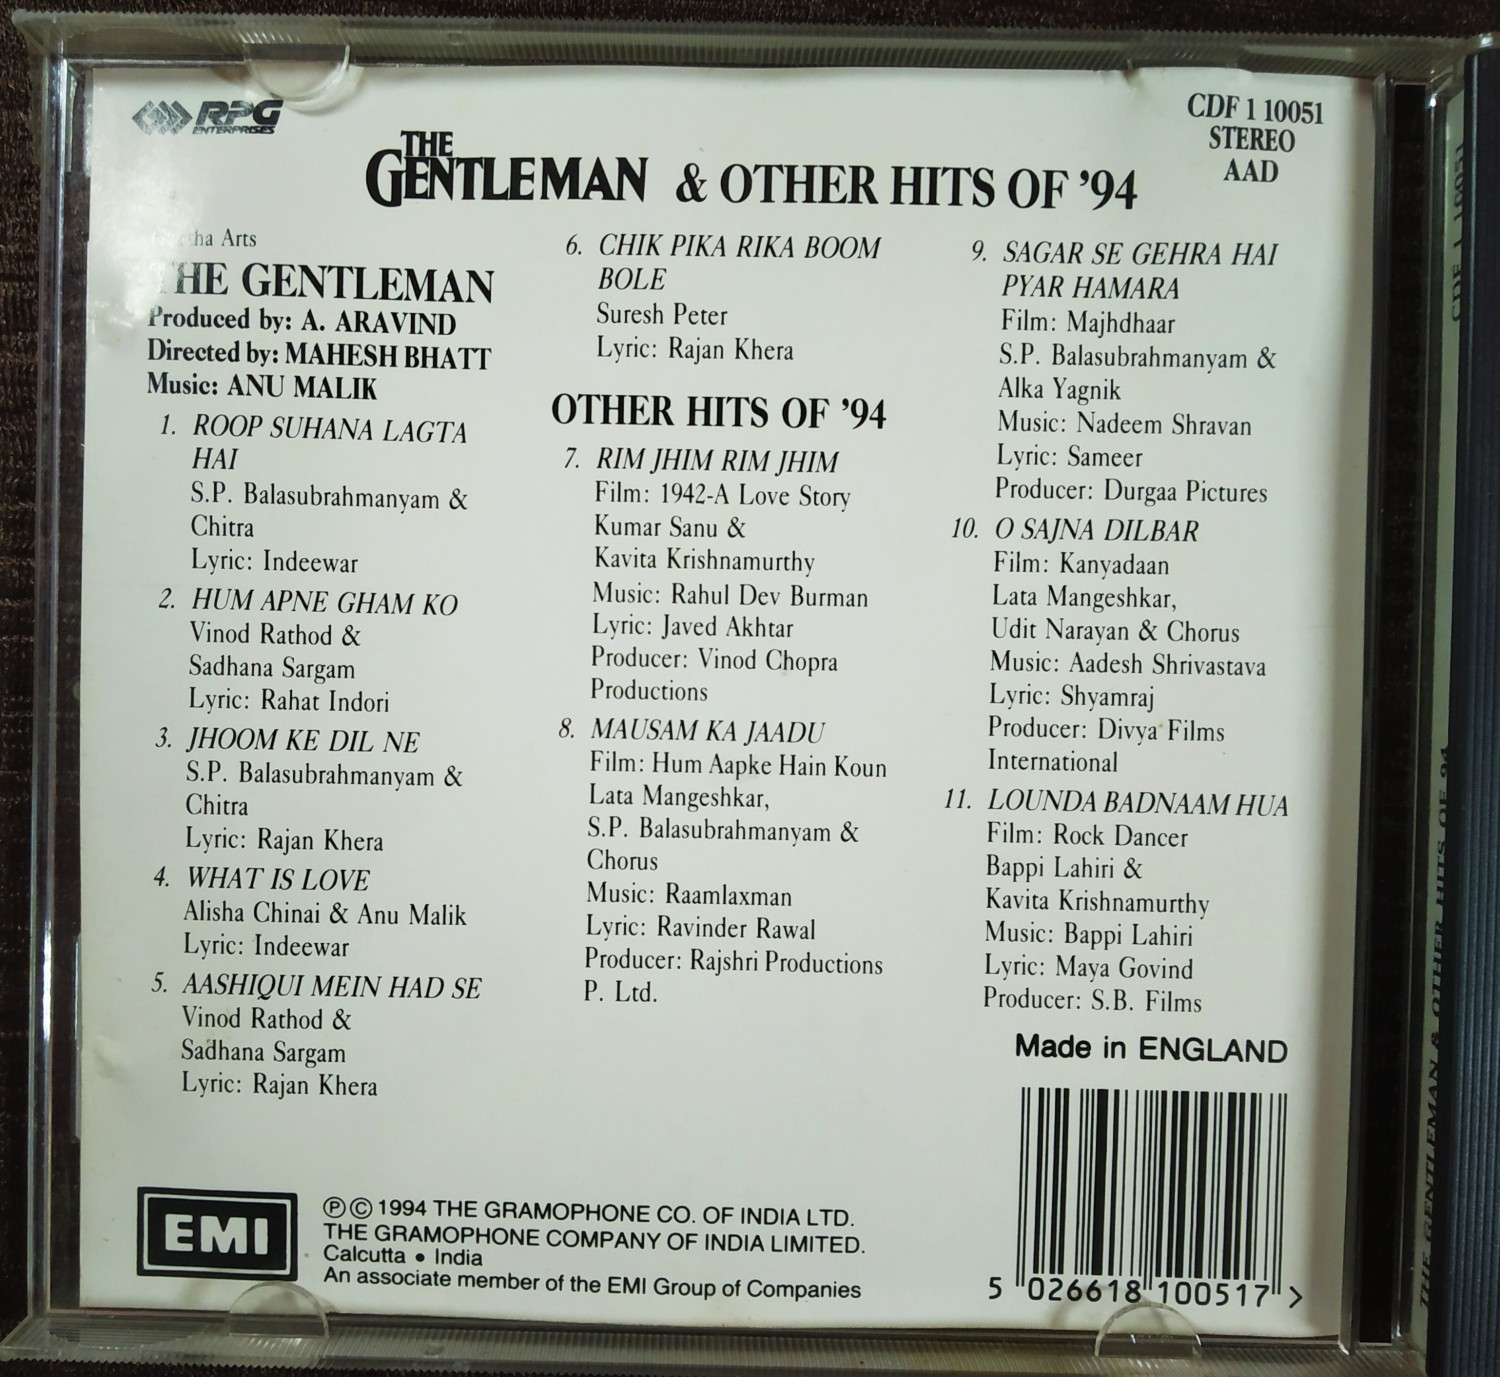 RPG
ENTERPRISES
CDF 1 10051
STEREO
AAD
THE
GENTLEMAN & OTHER HITS OF '94
Arts
THE GENTLEMAN
Produced by: A. ARAVIND
Directed by: MAHESH BHATT
Music: ANU MALIK
1. ROOP SUHANA LAGTA
HAI
S.P. Balasubrahmanyam &
Chitra
Lyric: Indeewar
2. HUM APNE GHAM KO
Vinod Rathod &
Sadhana Sargam
Lyric: Rahat Indori
3. JHOOM KE DIL NE
S.P. Balasubrahmanyam &
Chitra
Lyric: Rajan Khera
4. WHAT IS LOVE
Alisha Chinai & Anu Malik
Lyric: Indeewar
5. AASHIQUI MEIN HAD SE
Vinod Rathod &
Sadhana Sargam
Lyric: Rajan Khera
6. CHIK PIKA RIKA BOOM
BOLE
Suresh Peter
Lyric: Rajan Khera
OTHER HITS OF '94
7. RIM JHIM RIM JHIM
Film: 1942-A Love Story
Kumar Sanu &
Kavita Krishnamurthy
Music: Rahul Dev Burman
Lyric: Javed Akhtar
Producer: Vinod Chopra
Productions
8. MAUSAM KA JAADU
Film: Hum Aapke Hain Koun
Lata Mangeshkar,
S.P. Balasubrahmanyam &
Chorus
Music: Raamlaxman
Lyric: Ravinder Rawal
Producer: Rajshri Productions
P. Ltd.
9. SAGAR SE GEHRA HAI
PYAR HAMARA
Film: Majhdhaar
S.P. Balasubrahmanyam &
Alka Yagnik
Music: Nadeem Shravan
Lyric: Sameer
Producer: Durgaa Pictures
10. O SAJNA DILBAR
Film: Kanyadaan
Lata Mangeshkar,
Udit Narayan & Chorus
Music: Aadesh Shrivastava
Lyric: Shyamraj
Producer: Divya Films
International
11. LOUNDA BADNAAM HUA
Film: Rock Dancer
Bappi Lahiri &
Kavita Krishnamurthy
Music: Bappi Lahiri
Lyric: Maya Govind
Producer: S.B. Films
Made in ENGLAND
5 026618 100517 >
EMI
Ⓟ © 1994 THE GRAMOPHONE CO. OF INDIA LTD.
THE GRAMOPHONE COMPANY OF INDIA LIMITED.
Calcutta • India
An associate member of the EMI Group of Companies
CDF 1 10051
THE GENTLEMAN & OTHER HITS OF 94